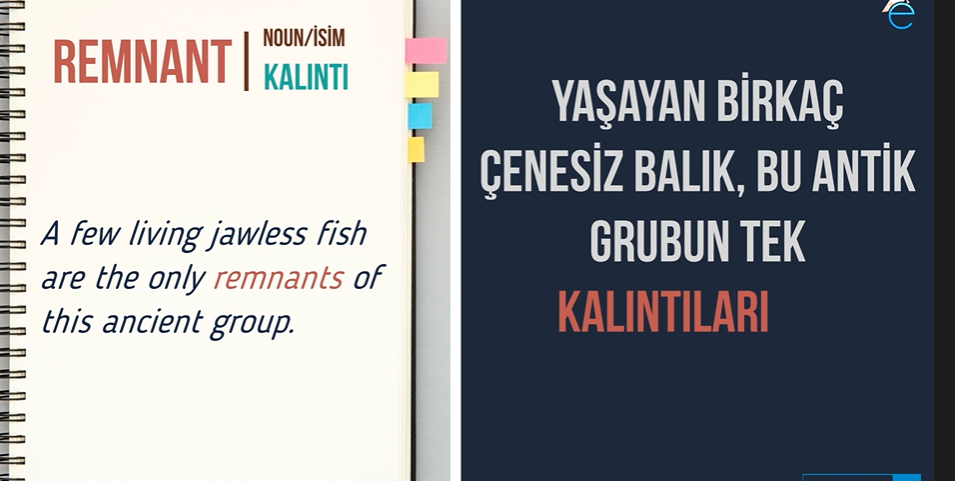 REMNANT
NOUN/İSİM
KALINTI
A few living jawless fish
are the only remnants of
this ancient group.
e
YAŞAYAN BİRKAÇ
ÇENESİZ BALIK, BU ANTİK
GRUBUN TEK
KALINTILARI